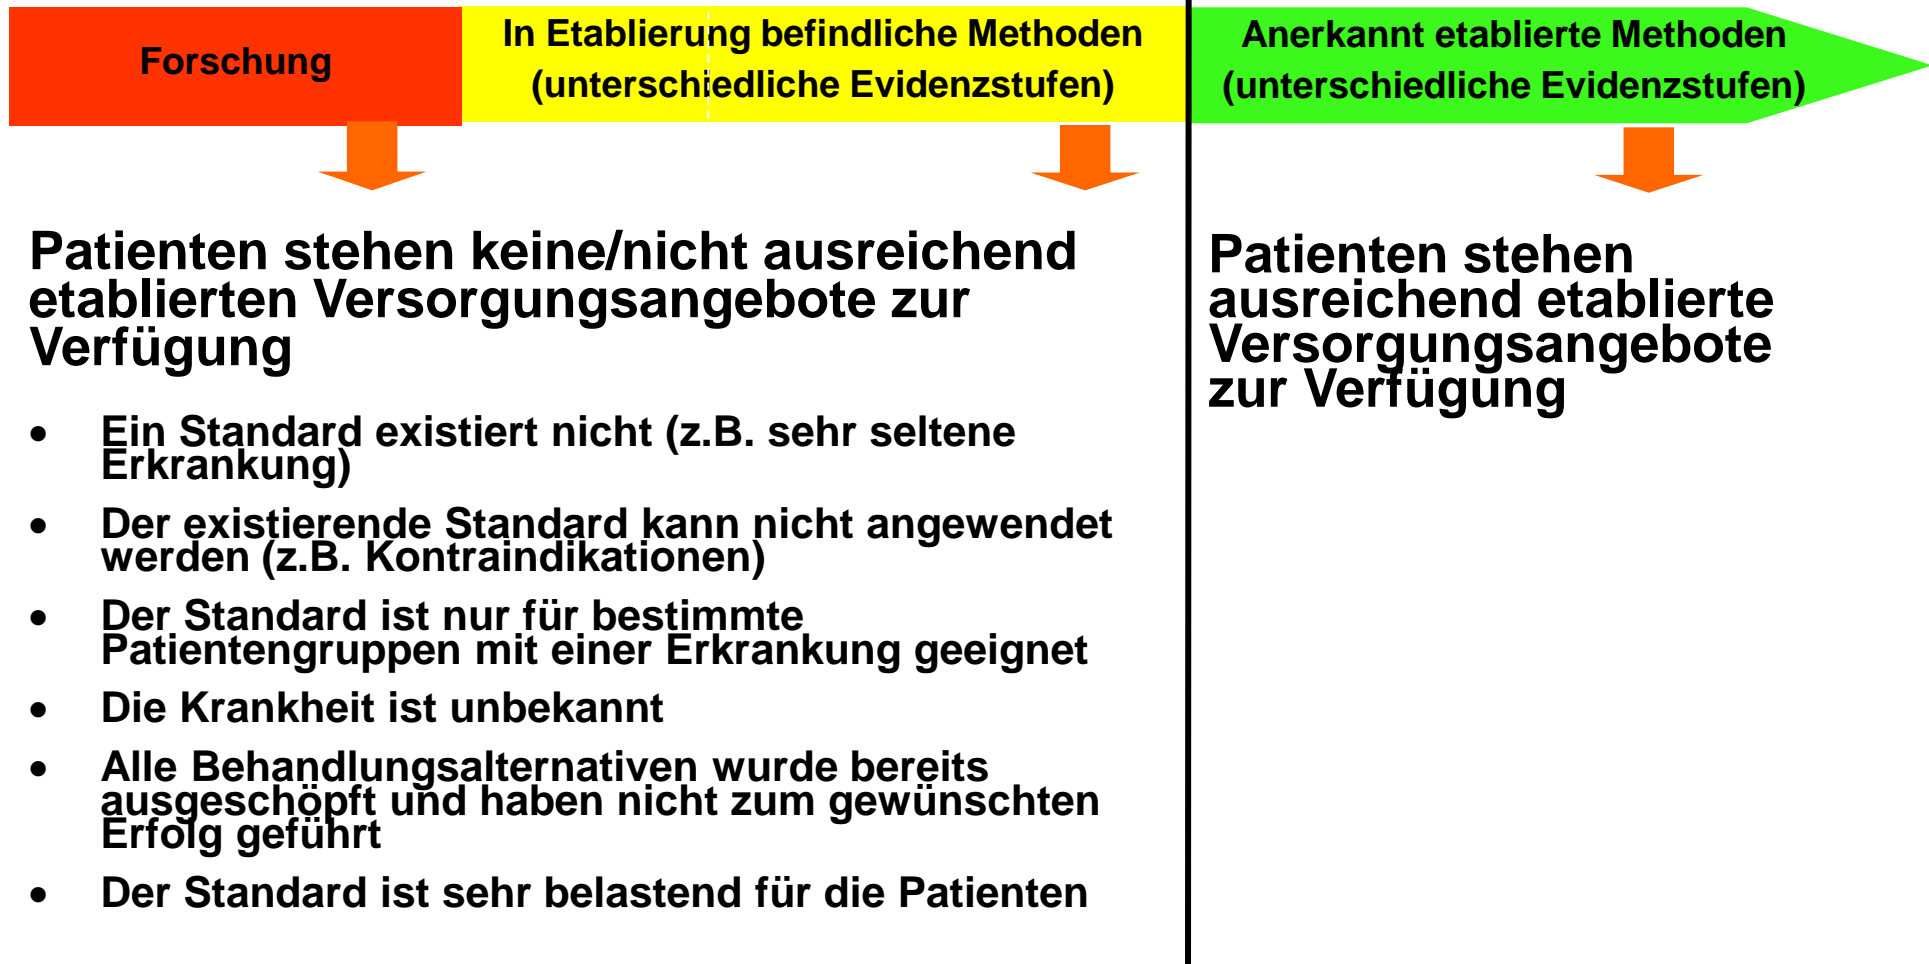 Forschung
In Etablierung befindliche Methoden
(unterschiedliche Evidenzstufen)
Anerkannt etablierte Methoden
(unterschiedliche Evidenzstufen)
Patienten stehen keine/nicht ausreichend
etablierten Versorgungsangebote zur
Verfügung
• Ein Standard existiert nicht (z.B. sehr seltene
Erkrankung)
• Der existierende Standard kann nicht angewendet
werden (z.B. Kontraindikationen)
• Der Standard ist nur für bestimmte
Patientengruppen mit einer Erkrankung geeignet
• Die Krankheit ist unbekannt
• Alle Behandlungsalternativen wurde bereits
ausgeschöpft und haben nicht zum gewünschten
Erfolg geführt
• Der Standard ist sehr belastend für die Patienten
Patienten stehen
ausreichend etablierte
Versorgungsangebote
zur Verfügung